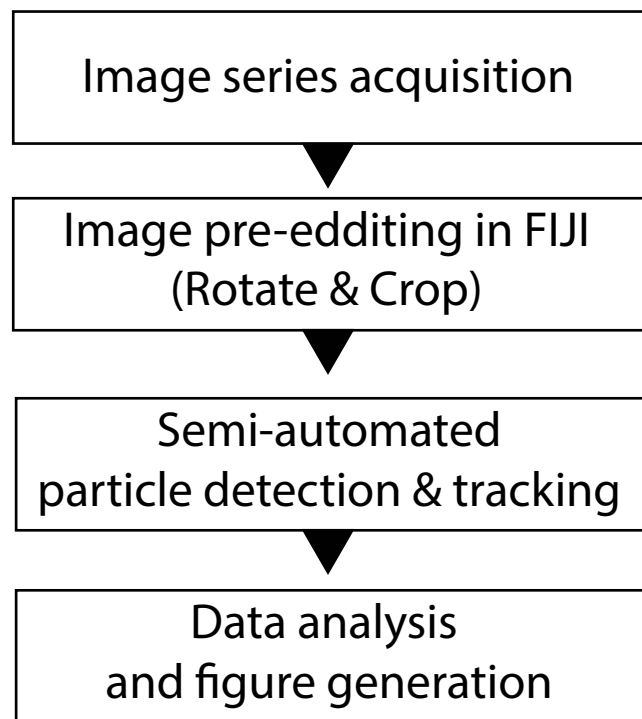 Image series acquisition
Image pre-edditing in FIJI
(Rotate & Crop)
Semi-automated
particle detection & tracking
Data analysis
and figure generation